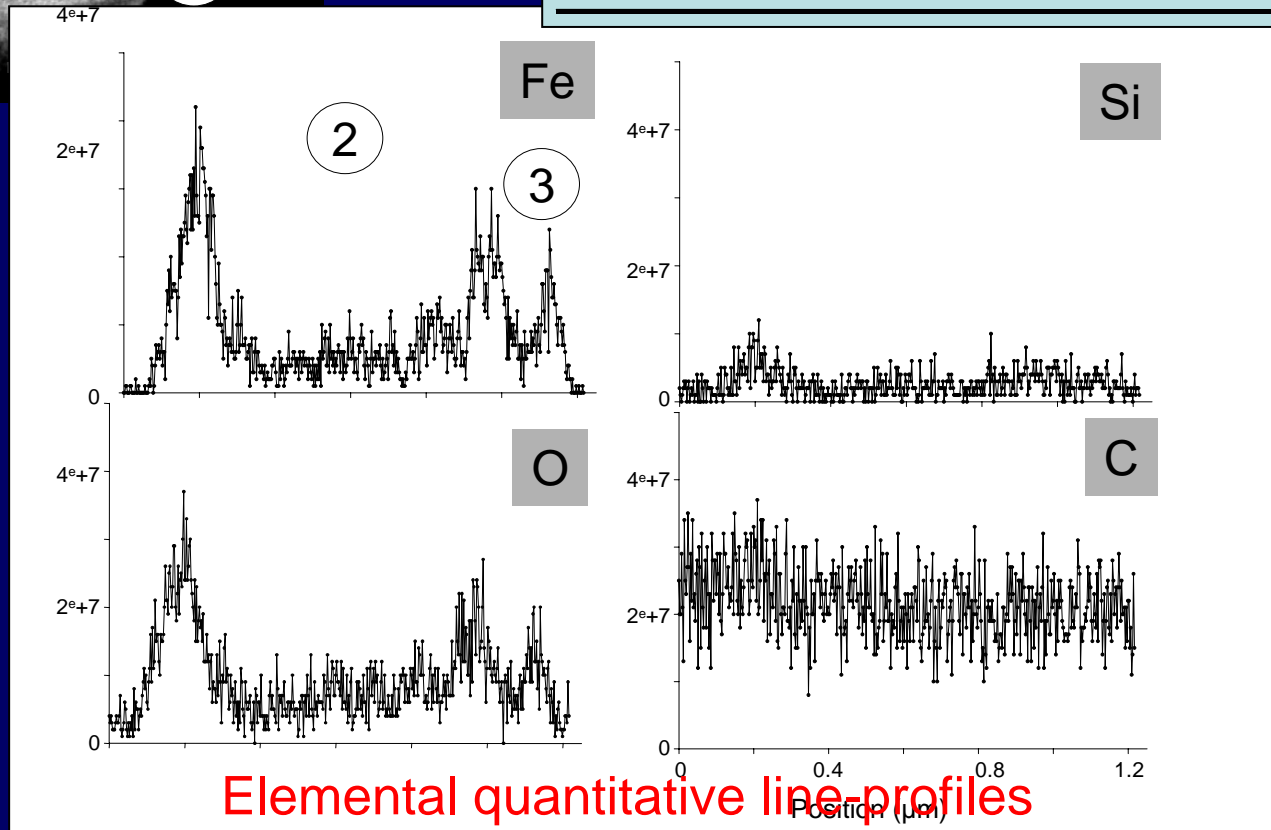 4e+7
Fe
2
3
2e+7
0
Si
4e+7
2e+7
0
O
4e+7
2e+7
0
C
4e+7
2e+7
0
0 0.4 0.8 1.2
Position (µm)
Elemental quantitative line-profiles